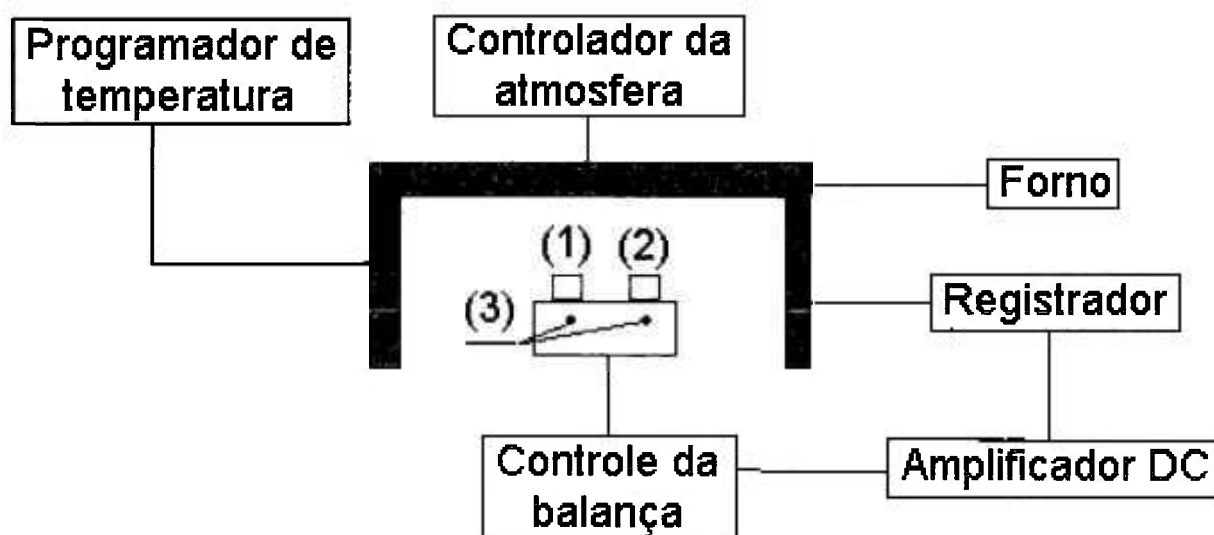 Programador de
temperatura
Controlador da
atmosfera
Forno
(1)
(2)
(3)
Registrador
Controle da
balança
Amplificador DC